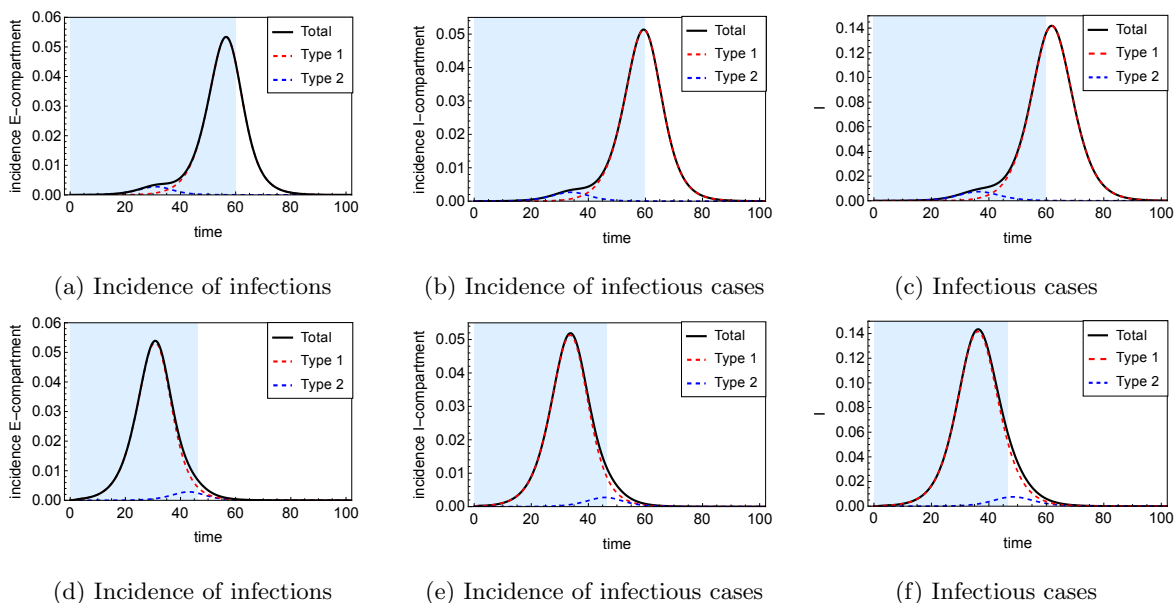 incidence E-compartment
0.06
0.05
0.04
0.03
0.02
0.01
0.00
0 20 40 60 80 100
time
Total
Type 1
Type 2
(a) Incidence of infections
incidence I-compartment
0.05
0.04
0.03
0.02
0.01
0.00
0 20 40 60 80 100
time
Total
Type 1
Type 2
(b) Incidence of infectious cases
I
0.14
0.12
0.10
0.08
0.06
0.04
0.02
0.00
0 20 40 60 80 100
time
Total
Type 1
Type 2
(c) Infectious cases
incidence E-compartment
0.06
0.05
0.04
0.03
0.02
0.01
0.00
0 20 40 60 80 100
time
Total
Type 1
Type 2
(d) Incidence of infections
incidence I-compartment
0.05
0.04
0.03
0.02
0.01
0.00
0 20 40 60 80 100
time
Total
Type 1
Type 2
(e) Incidence of infectious cases
I
0.14
0.12
0.10
0.08
0.06
0.04
0.02
0.00
0 20 40 60 80 100
time
Total
Type 1
Type 2
(f) Infectious cases